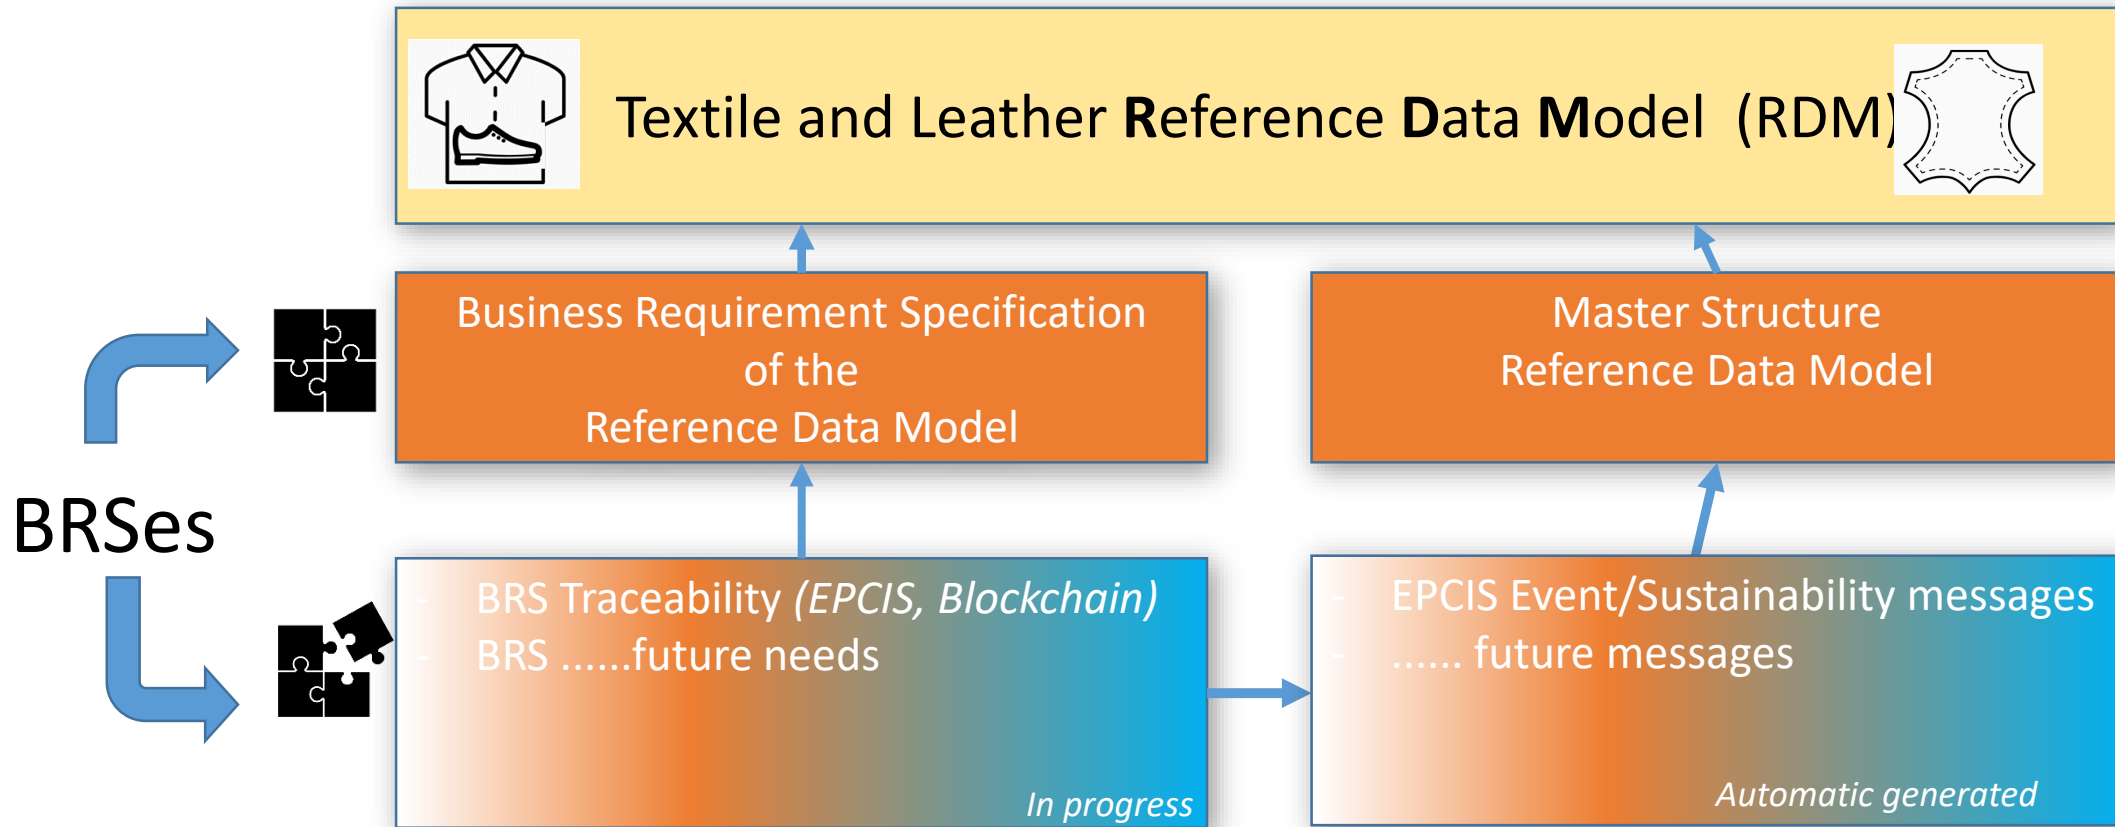 Textile and Leather Reference Data Model (RDM)
Business Requirement Specification
of the
Reference Data Model
Master Structure
Reference Data Model
BRSes
- BRS Traceability (EPCIS, Blockchain)
- BRS ......future needs
In progress
- EPCIS Event/Sustainability messages
- ...... future messages
Automatic generated